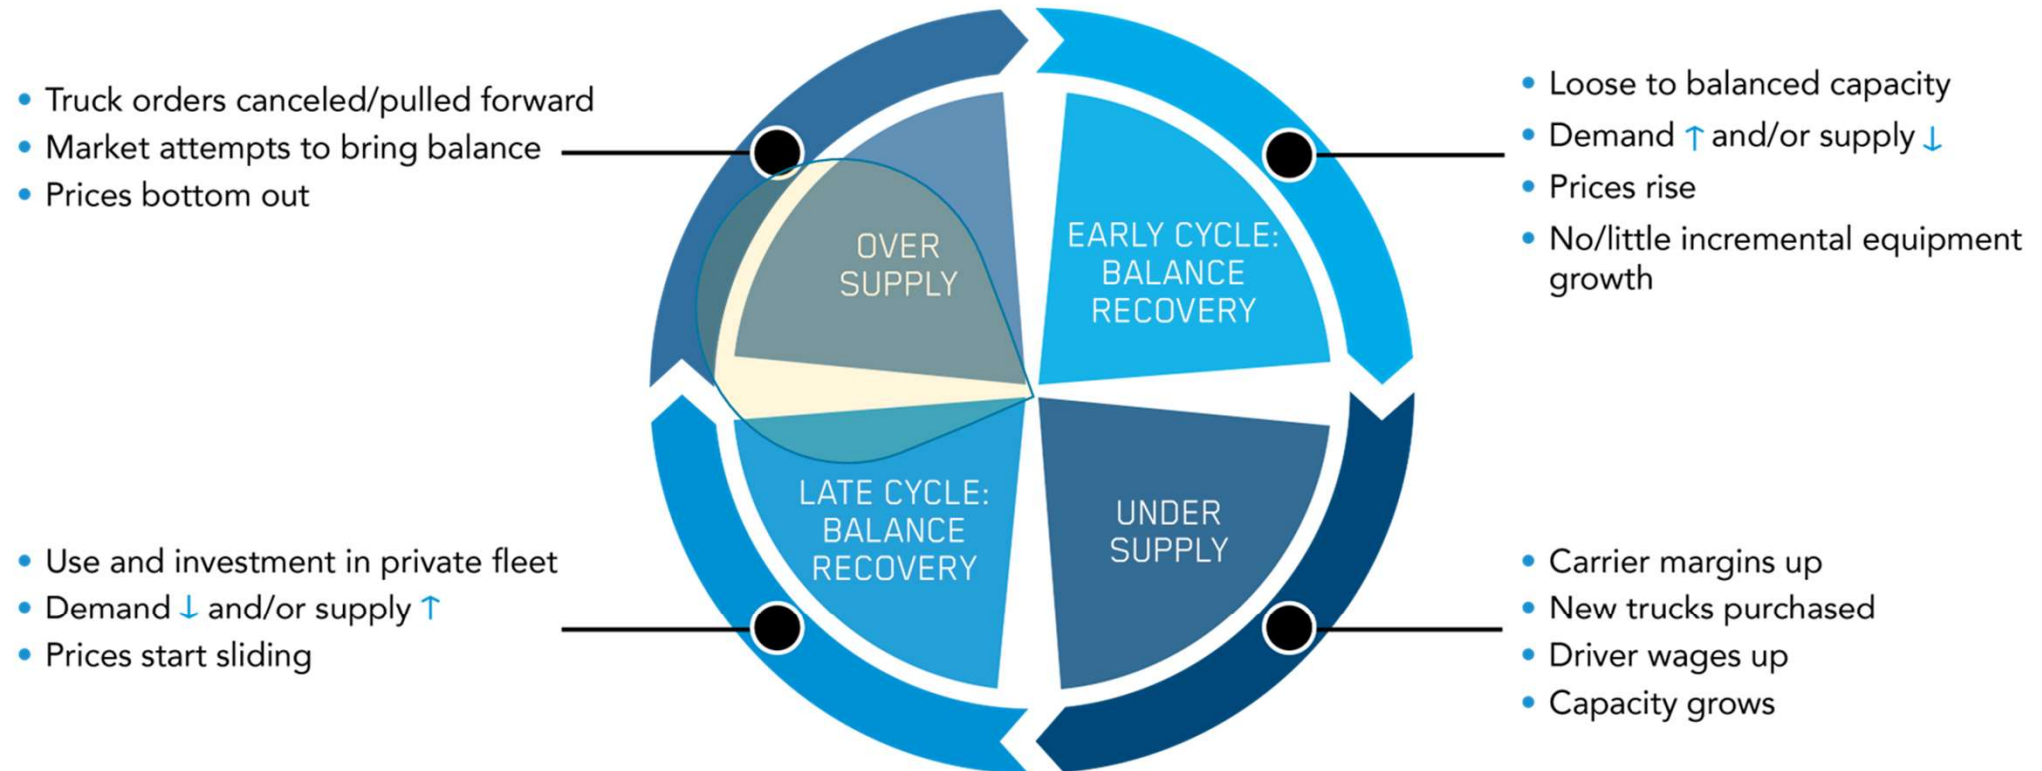 • Truck orders canceled/pulled forward
• Market attempts to bring balance
• Prices bottom out
OVER
SUPPLY
EARLY CYCLE:
BALANCE
RECOVERY
• Loose to balanced capacity
• Demand ↑ and/or supply ↓
• Prices rise
• No/little incremental equipment
growth
• Use and investment in private fleet
• Demand ↓ and/or supply ↑
• Prices start sliding
LATE CYCLE:
BALANCE
RECOVERY
UNDER
SUPPLY
• Carrier margins up
• New trucks purchased
• Driver wages up
• Capacity grows